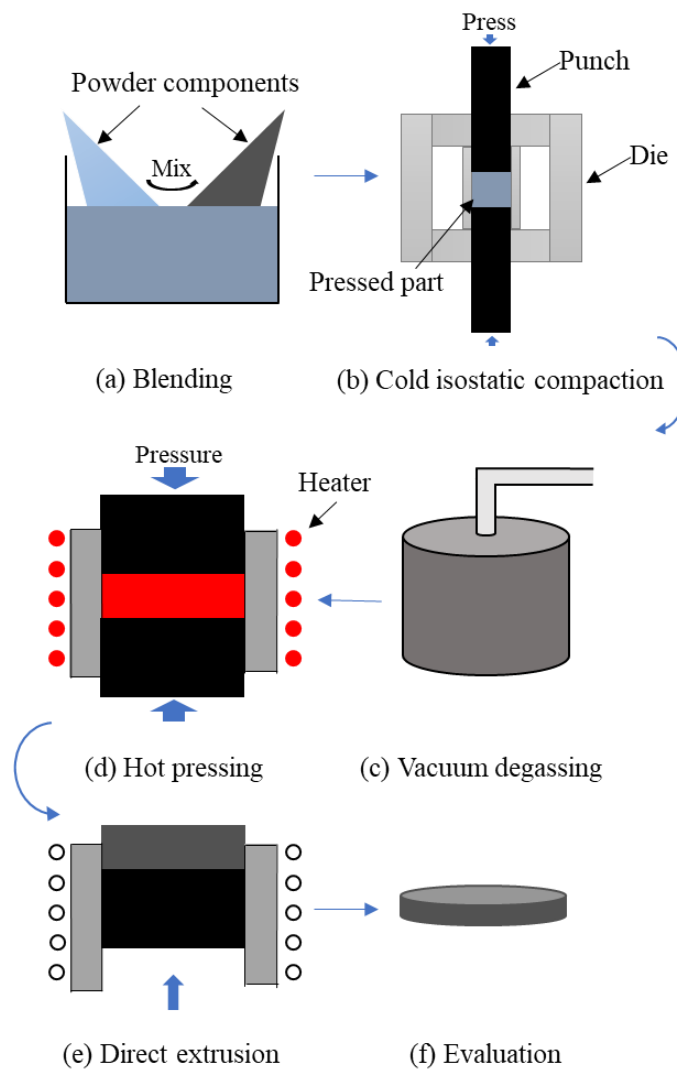 Powder components
Mix
(a) Blending
Press
Punch
Die
Pressed part
(b) Cold isostatic compaction
(c) Vacuum degassing
Pressure
Heater
(d) Hot pressing
(e) Direct extrusion
(f) Evaluation